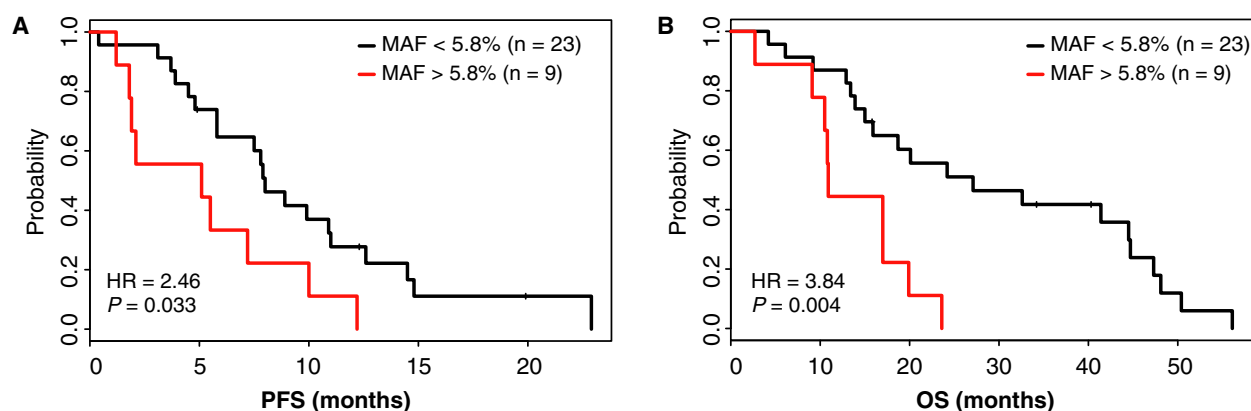 A
MAF < 5.8% (n = 23)
MAF > 5.8% (n = 9)
Probability
1.0
0.8
0.6
0.4
0.2
0.0
HR = 2.46
P = 0.033
0 5 10 15 20
PFS (months)
B
MAF < 5.8% (n = 23)
MAF > 5.8% (n = 9)
Probability
1.0
0.8
0.6
0.4
0.2
0.0
HR = 3.84
P = 0.004
0 10 20 30 40 50
OS (months)